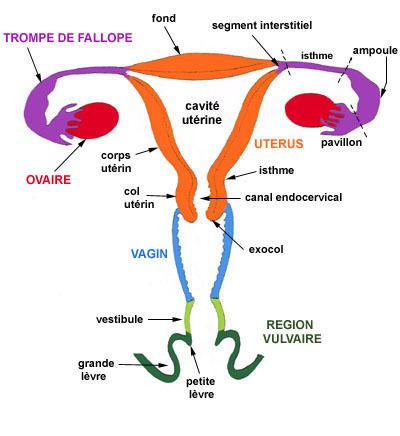 fond
segment interstitiel
TROMPE DE FALLOPE
isthme
ampoule
cavité
utérine
pavillon
UTERUS
corps
utérin
isthme
OVAIRE
col
utérin
canal endocervical
exocol
VAGIN
vestibule
REGION
VULVAIRE
grande
lèvre
petite
lèvre